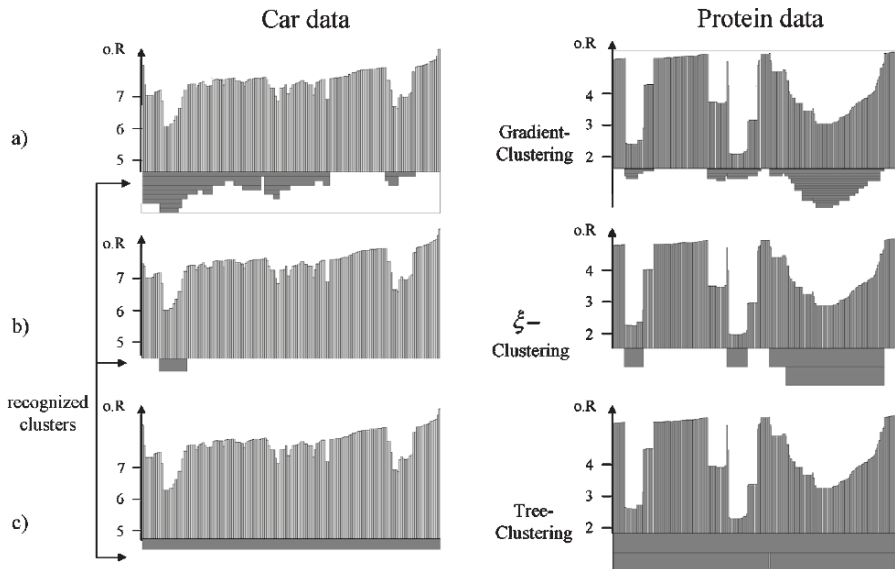 Car data
Protein data
o.R
7
6
5
a)
o.R
4
3
2
Gradient-
Clustering
o.R
7
6
5
b)
o.R
4
3
2
ξ–
Clustering
recognized
clusters
o.R
7
6
5
c)
o.R
4
3
2
Tree-
Clustering